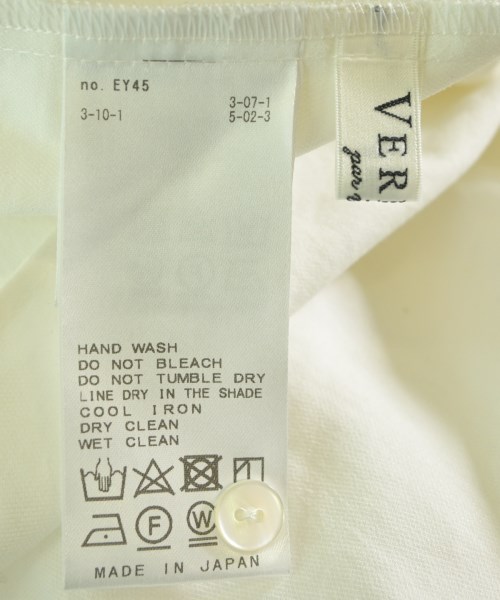 no. EY45
3-07-1
3-10-1
5-02-3
HAND WASH
DO NOT BLEACH
DO NOT TUMBLE DRY
LINE DRY IN THE SHADE
COOL IRON
DRY CLEAN
WET CLEAN
F
W
MADE IN JAPAN
VER
par